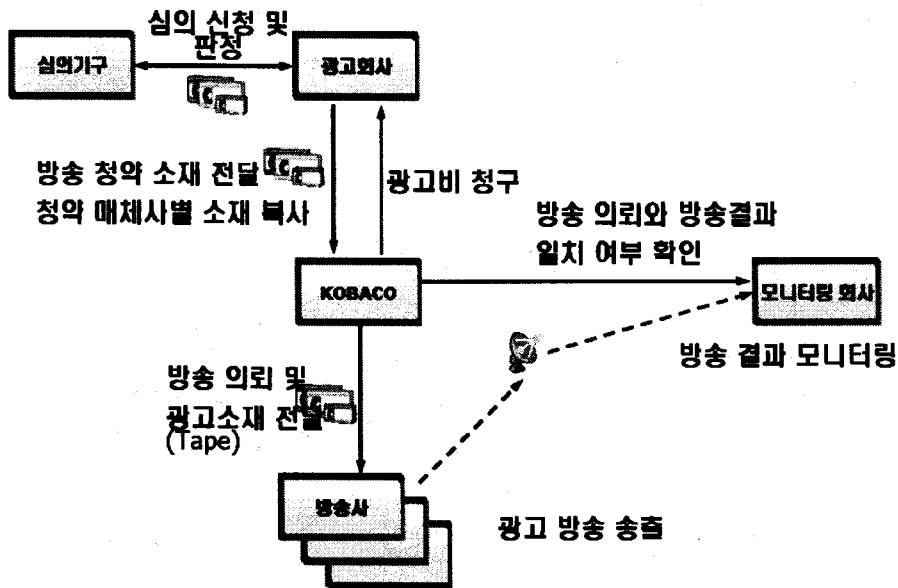 심의 신청 및
판정
심의기구
광고회사
방송 청약 소재 전달
청약 매체사별 소재 복사
광고비 청구
방송 의뢰와 방송결과
일치 여부 확인
KOBACO
모니터링 회사
방송 결과 모니터링
방송 의뢰 및
광고소재 전달
(Tape)
방송사
광고 방송 송출